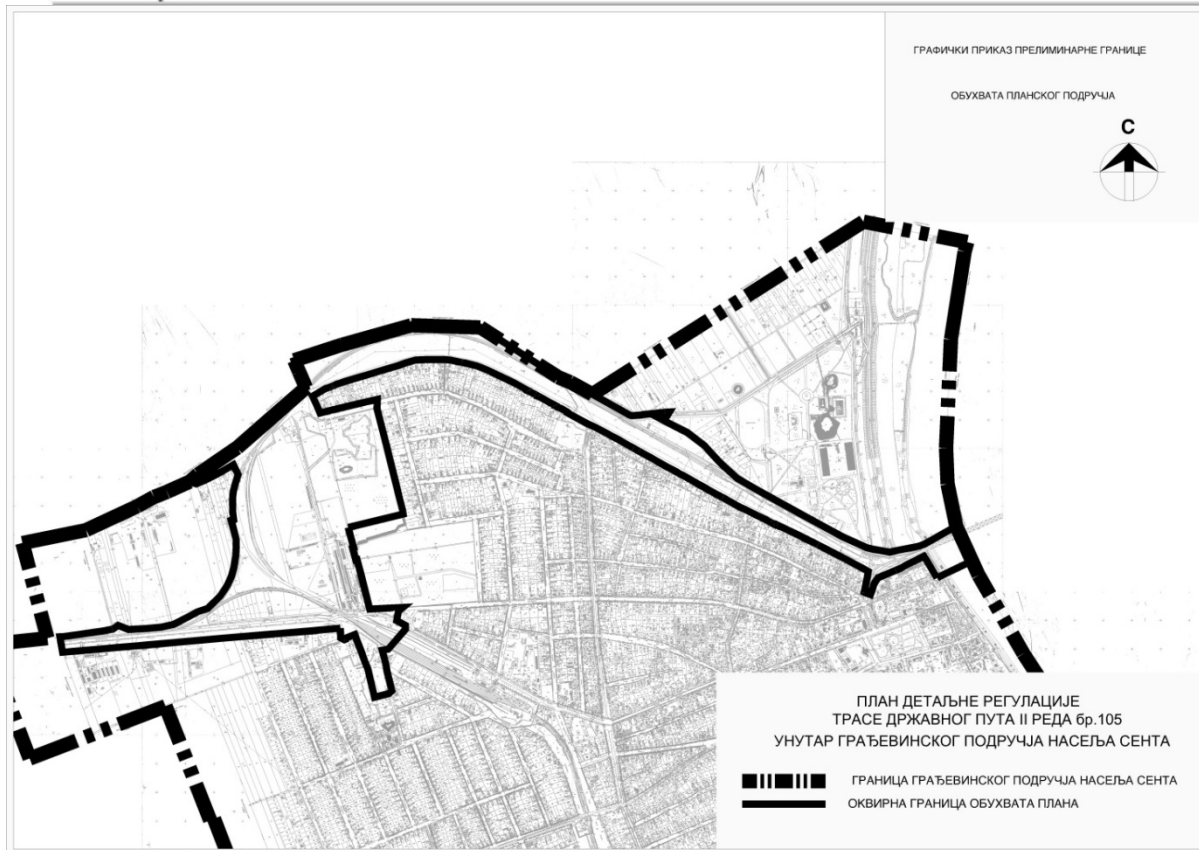 ГРАФИЧКИ ПРИКАЗ ПРЕЛИМИНАРНЕ ГРАНИЦЕ
ОБУХВАТА ПЛАНСКОГ ПОДРУЧЈА
С
ПЛАН ДЕТАЉНЕ РЕГУЛАЦИЈЕ
ТРАСЕ ДРЖАВНОГ ПУТА II РЕДА бр.105
УНУТАР ГРАЂЕВИНСКОГ ПОДРУЧЈА НАСЕЉА СЕНТА
ГРАНИЦА ГРАЂЕВИНСКОГ ПОДРУЧЈА НАСЕЉА СЕНТА
ОКВИРНА ГРАНИЦА ОБУХВАТА ПЛАНА